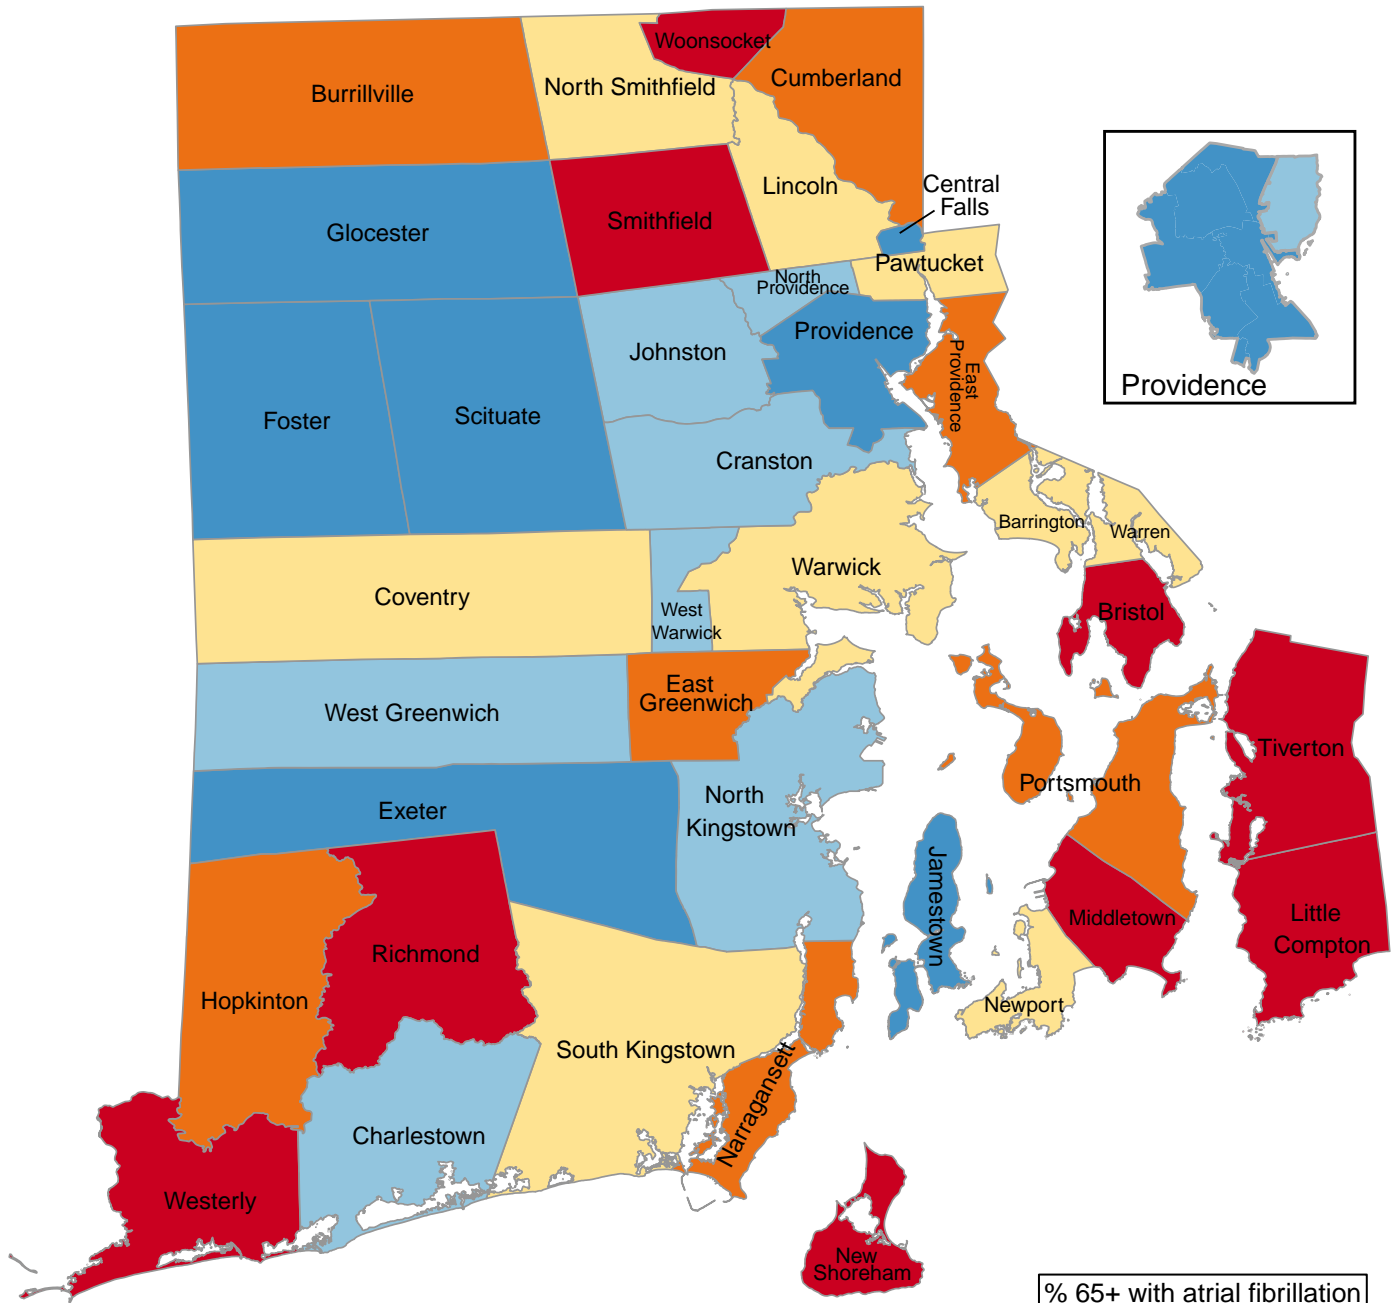 Woonsocket
Burrillville
North Smithfield
Cumberland
Lincoln
Central
Falls
Glocester
Smithfield
Pawtucket
North
Providence
Providence
Johnston
East
Providence
Foster
Scituate
Cranston
Barrington
Warren
Warwick
Coventry
West
Warwick
Bristol
West Greenwich
East
Greenwich
Tiverton
Portsmouth
Exeter
North
Kingstown
Jamestown
Middletown
Little
Compton
Richmond
Hopkinton
Newport
South Kingstown
Narragansett
Charlestown
Westerly
New
Shoreham
Providence
% 65+ with atrial fibrillation